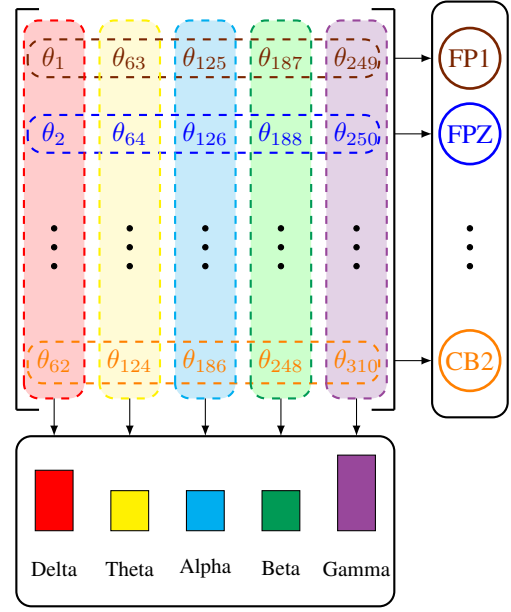 θ₁ θ₆₃ θ₁₂₅ θ₁₈₇ θ₂₄₉ FP1
θ₂ θ₆₄ θ₁₂₆ θ₁₈₈ θ₂₅₀ FPZ
θ₆₂ θ₁₂₄ θ₁₈₆ θ₂₄₈ θ₃₁₀ CB2
Delta Theta Alpha Beta Gamma